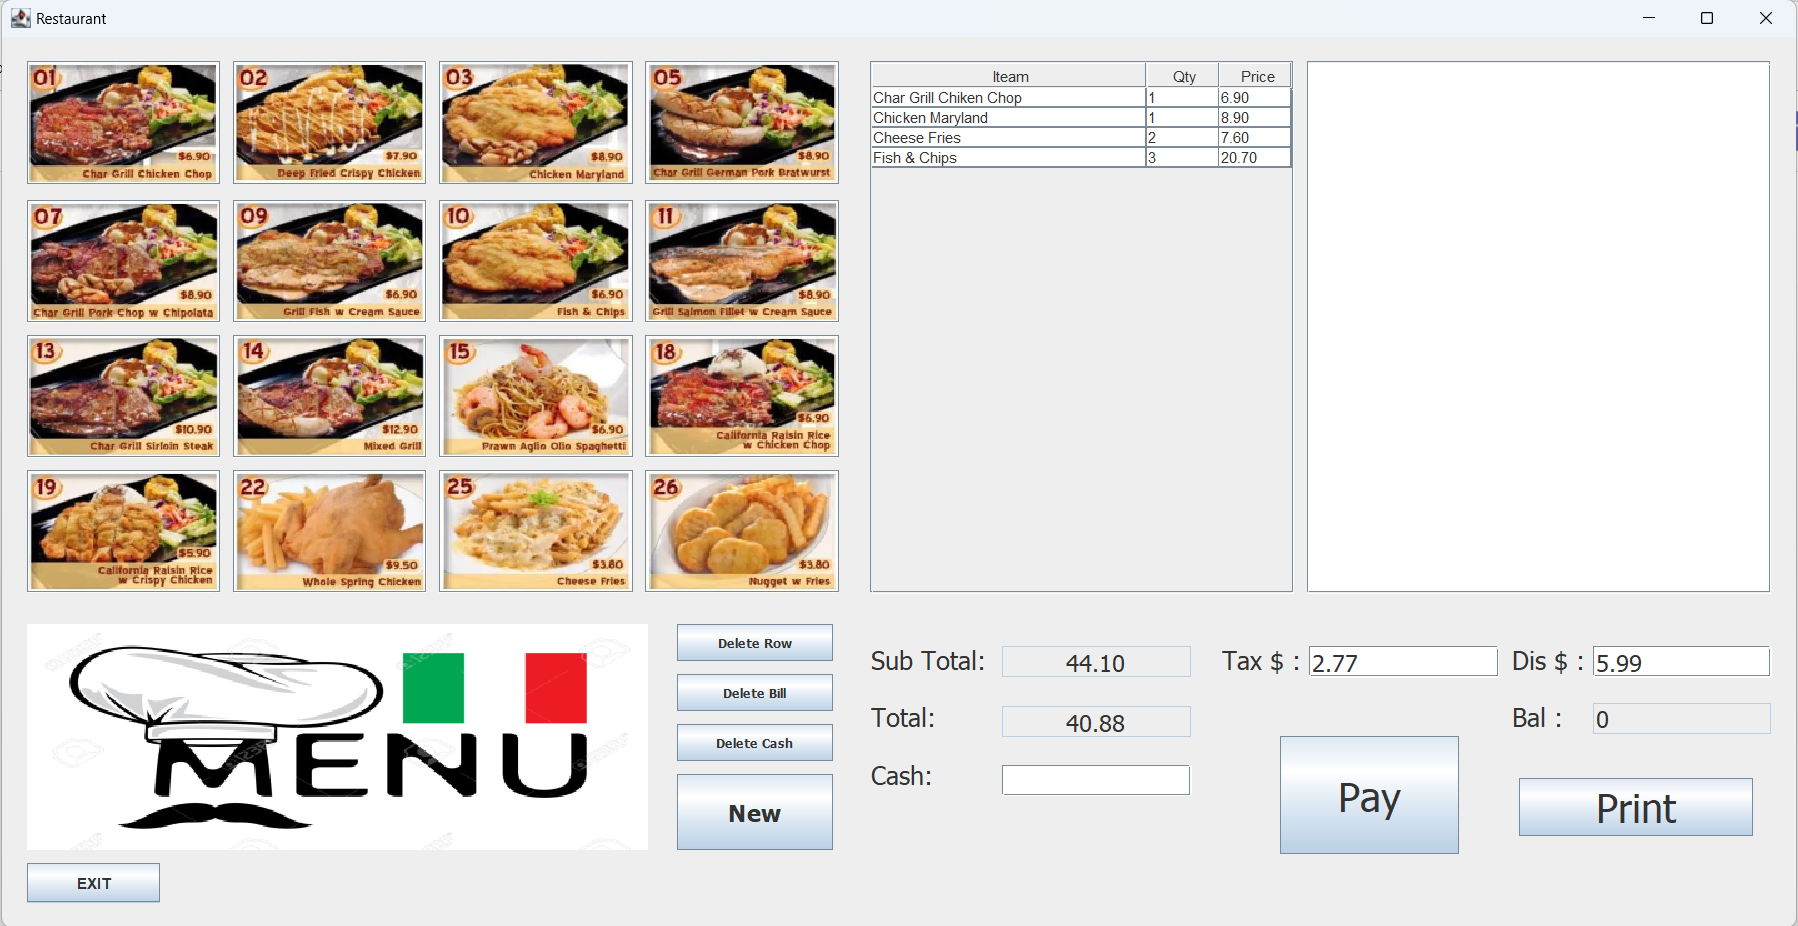 Restaurant
01
$6.90
Char Grill Chicken Chop
02
$7.90
Deep Fried Crispy Chicken
03
$8.90
Chicken Maryland
05
$8.90
Char Grill German Pork Bratwurst
07
$8.90
Char Grill Pork Chop w Chipolata
09
$6.90
Grill Fish w Cream Sauce
10
$6.90
Fish & Chips
11
$8.90
Grill Salmon Fillet w Cream Sauce
13
$10.90
Char Grill Sirloin Steak
14
$12.90
Mixed Grill
15
$6.90
Prawn Aglio Olio Spaghetti
18
$6.90
California Raisin Rice
w Chicken Chop
19
$5.90
California Raisin Rice
w Crispy Chicken
22
$9.50
Whole Spring Chicken
25
$3.80
Cheese Fries
26
$3.80
Nugget w Fries
Iteam Qty Price
Char Grill Chiken Chop 1 6.90
Chicken Maryland 1 8.90
Cheese Fries 2 7.60
Fish & Chips 3 20.70
MENU
Delete Row
Delete Bill
Delete Cash
New
EXIT
Sub Total: 44.10 Tax $ : 2.77 Dis $ : 5.99
Total: 40.88 Bal : 0
Cash:
Pay
Print